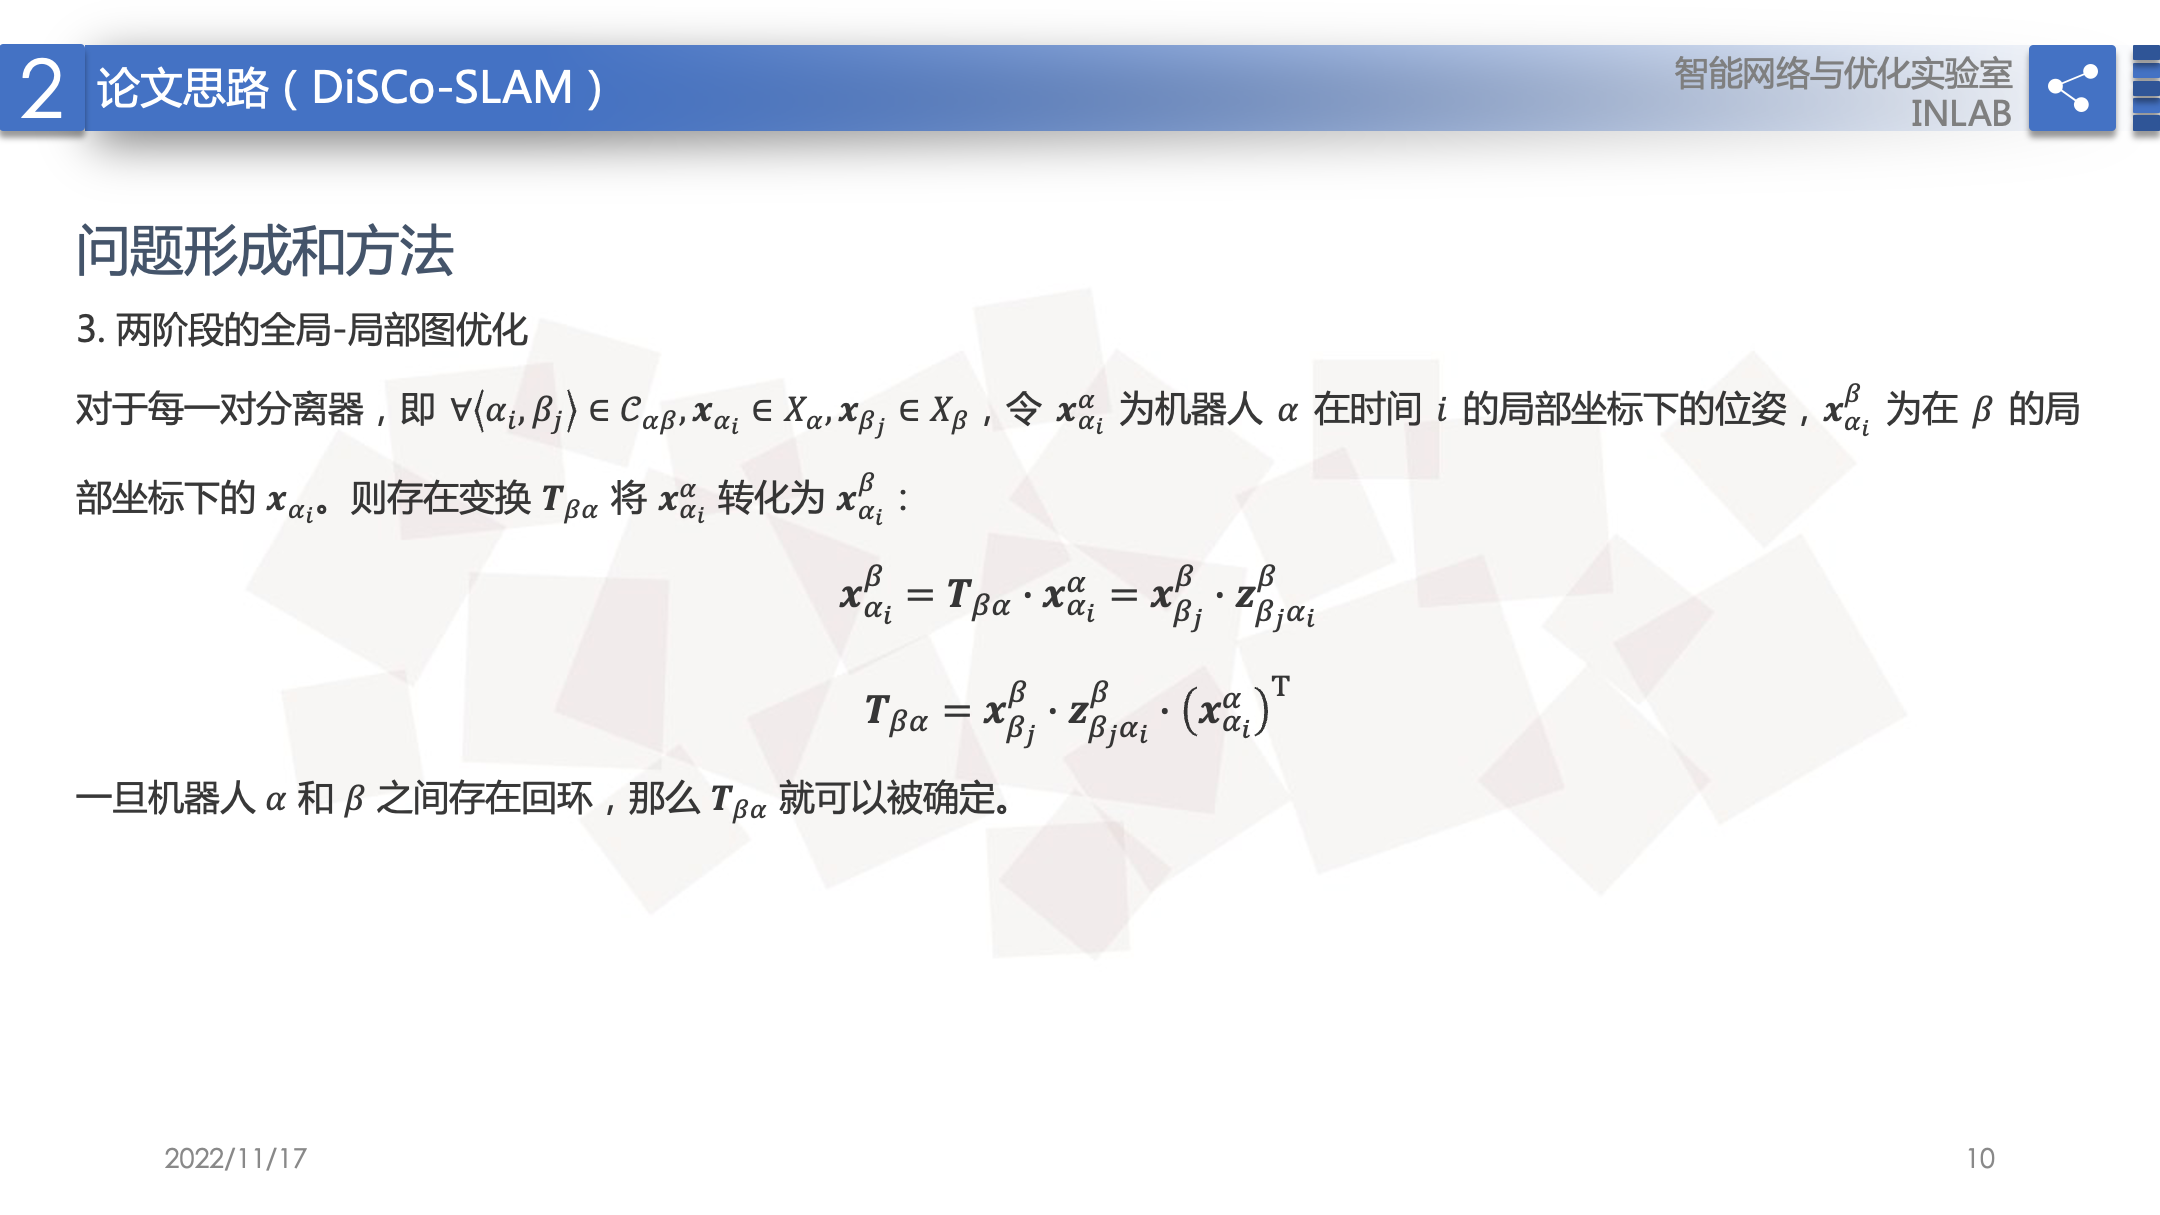 2
论文思路（DiSCo-SLAM）
智能网络与优化实验室
INLAB
问题形成和方法
3. 两阶段的全局-局部图优化
对于每一对分离器，即 $\forall \langle \alpha_i, \beta_j \rangle \in \mathcal{C}_{\alpha\beta}, \boldsymbol{x}_{\alpha_i} \in X_\alpha, \boldsymbol{x}_{\beta_j} \in X_\beta$，令 $\boldsymbol{x}_{\alpha_i}^{\alpha}$ 为机器人 $\alpha$ 在时间 $i$ 的局部坐标下的位姿，$\boldsymbol{x}_{\alpha_i}^{\beta}$ 为在 $\beta$ 的局
部坐标下的 $\boldsymbol{x}_{\alpha_i}$。则存在变换 $\boldsymbol{T}_{\beta\alpha}$ 将 $\boldsymbol{x}_{\alpha_i}^{\alpha}$ 转化为 $\boldsymbol{x}_{\alpha_i}^{\beta}$：
$\boldsymbol{x}_{\alpha_i}^{\beta} = \boldsymbol{T}_{\beta\alpha} \cdot \boldsymbol{x}_{\alpha_i}^{\alpha} = \boldsymbol{x}_{\beta_j}^{\beta} \cdot \boldsymbol{z}_{\beta_j\alpha_i}^{\beta}$
$\boldsymbol{T}_{\beta\alpha} = \boldsymbol{x}_{\beta_j}^{\beta} \cdot \boldsymbol{z}_{\beta_j\alpha_i}^{\beta} \cdot \left(\boldsymbol{x}_{\alpha_i}^{\alpha}\right)^{\mathrm{T}}$
一旦机器人 $\alpha$ 和 $\beta$ 之间存在回环，那么 $\boldsymbol{T}_{\beta\alpha}$ 就可以被确定。
2022/11/17
10